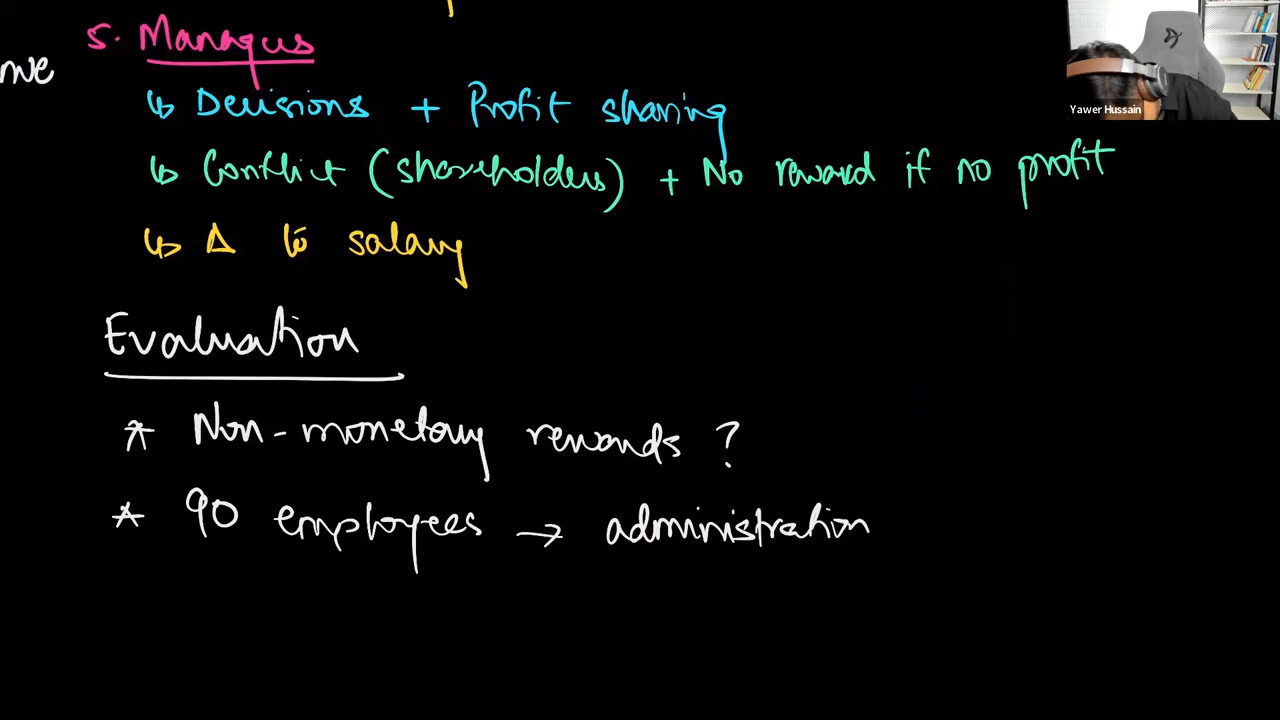 5. Managers
me
↳ Decisions + Profit sharing
↳ Conflict (shareholders) + No reward if no profit
↳ Δ to salary
Evaluation
* Non-monetary rewards ?
* 90 employees → administration
Yawer Hussain